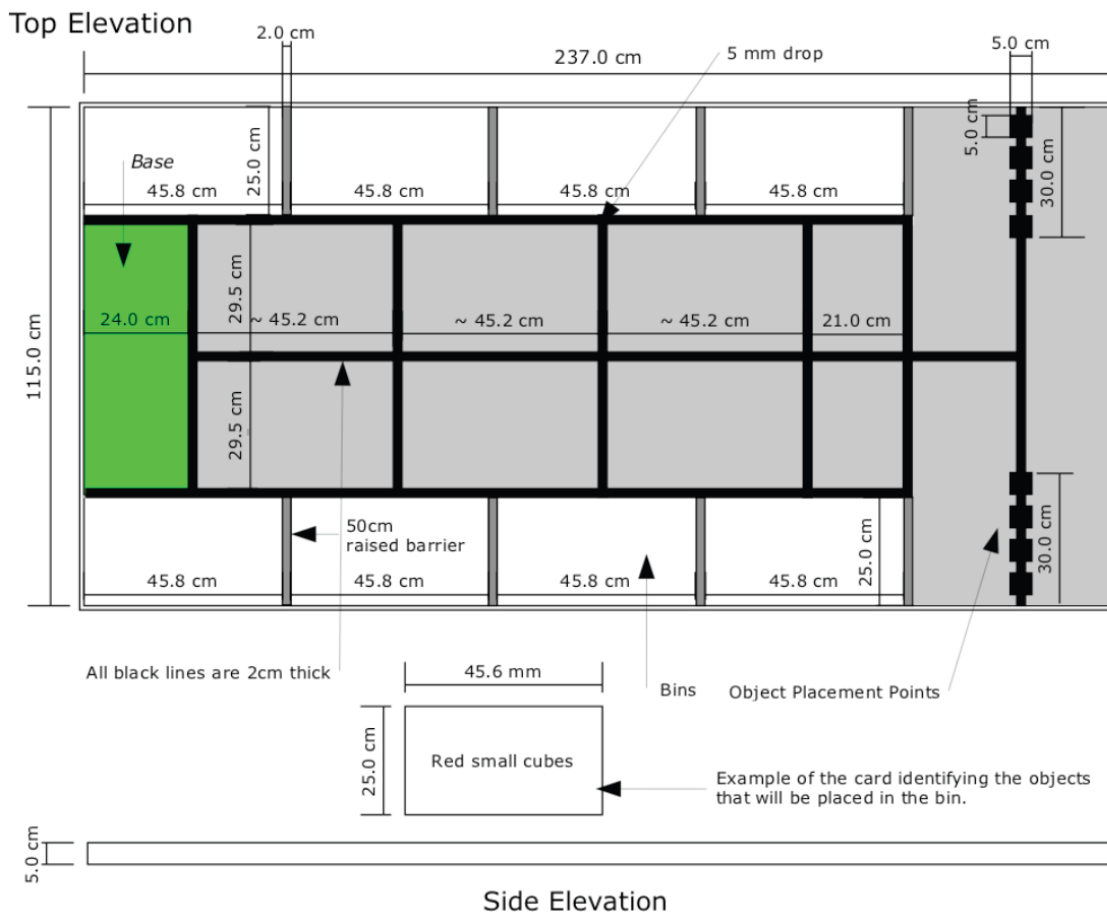 Top Elevation
2.0 cm
237.0 cm
5 mm drop
5.0 cm
Base
25.0 cm
5.0 cm
30.0 cm
45.8 cm
45.8 cm
45.8 cm
45.8 cm
115.0 cm
29.5 cm
24.0 cm
~ 45.2 cm
~ 45.2 cm
~ 45.2 cm
21.0 cm
29.5 cm
50cm
raised barrier
25.0 cm
30.0 cm
45.8 cm
45.8 cm
45.8 cm
45.8 cm
All black lines are 2cm thick
45.6 mm
Bins
Object Placement Points
25.0 cm
Red small cubes
Example of the card identifying the objects
that will be placed in the bin.
5.0 cm
Side Elevation